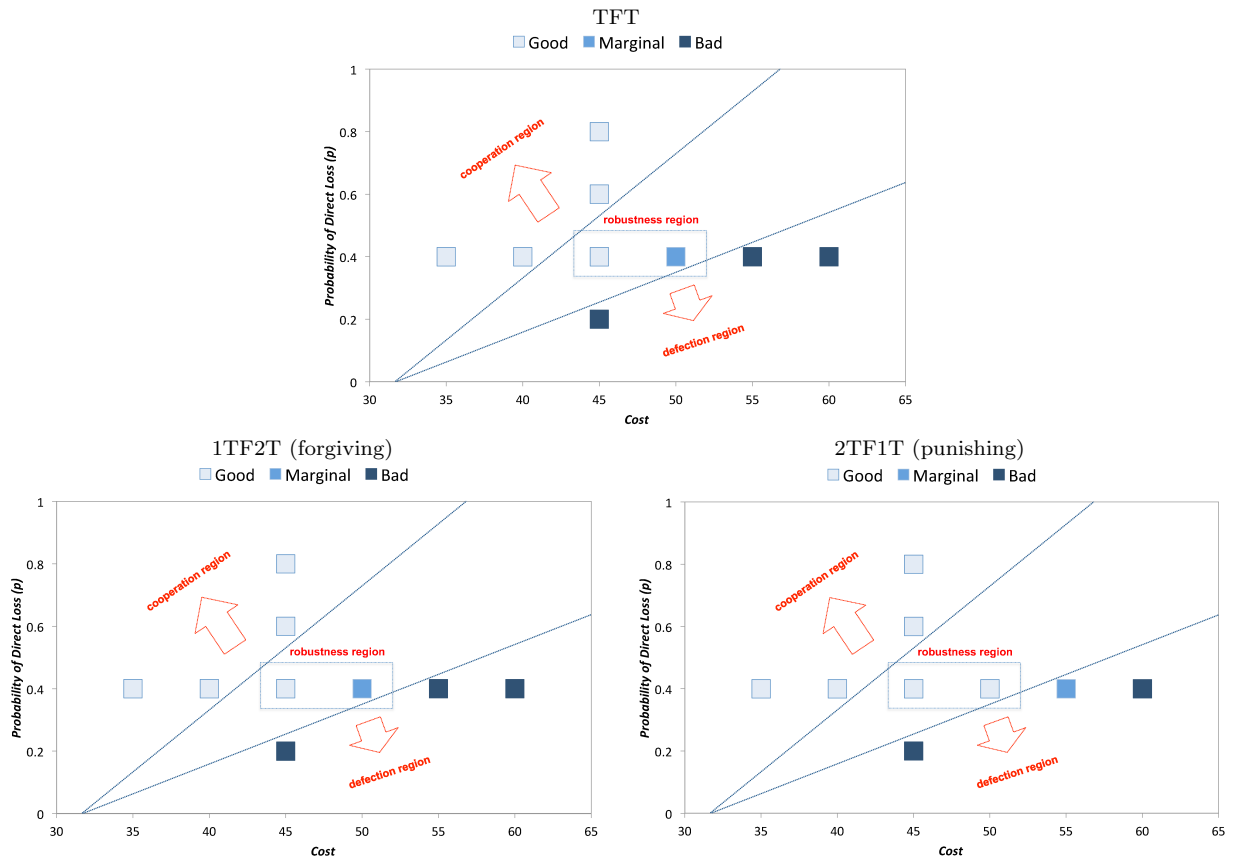 TFT
Good Marginal Bad
1
0.8
0.6
0.4
0.2
0
Probability of Direct Loss (p)
cooperation region
robustness region
defection region
30 35 40 45 50 55 60 65
Cost
1TF2T (forgiving)
Good Marginal Bad
1
0.8
0.6
0.4
0.2
0
Probability of Direct Loss (p)
cooperation region
robustness region
defection region
30 35 40 45 50 55 60 65
Cost
2TF1T (punishing)
Good Marginal Bad
1
0.8
0.6
0.4
0.2
0
Probability of Direct Loss (p)
cooperation region
robustness region
defection region
30 35 40 45 50 55 60 65
Cost